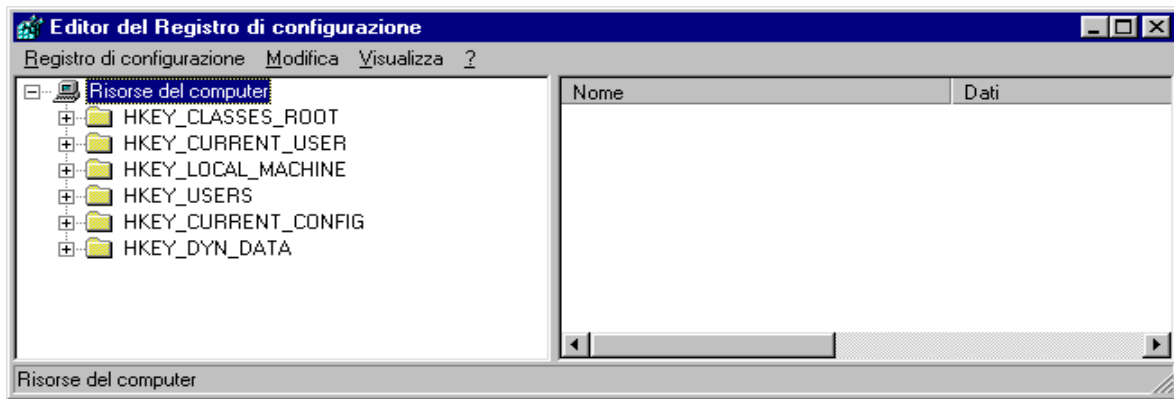 Editor del Registro di configurazione
Registro di configurazione Modifica Visualizza ?
Risorse del computer
HKEY_CLASSES_ROOT
HKEY_CURRENT_USER
HKEY_LOCAL_MACHINE
HKEY_USERS
HKEY_CURRENT_CONFIG
HKEY_DYN_DATA
Nome Dati
Risorse del computer